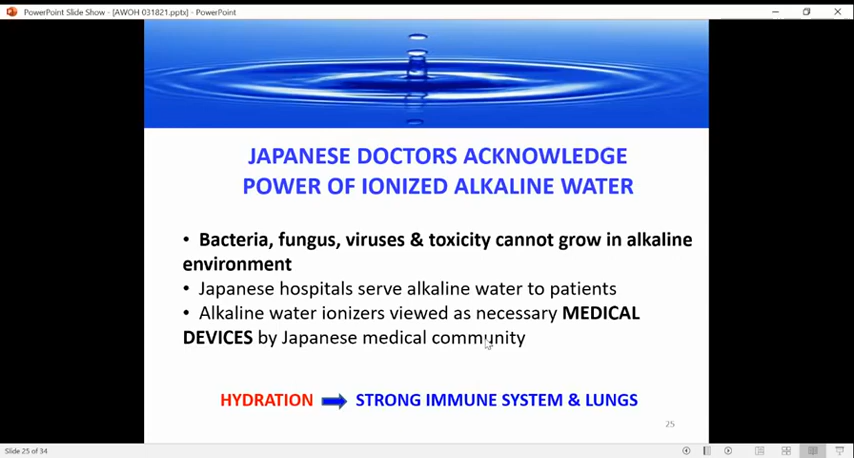 PowerPoint Slide Show - [AWOH 031821.pptx] - PowerPoint
JAPANESE DOCTORS ACKNOWLEDGE
POWER OF IONIZED ALKALINE WATER
• Bacteria, fungus, viruses & toxicity cannot grow in alkaline
environment
• Japanese hospitals serve alkaline water to patients
• Alkaline water ionizers viewed as necessary MEDICAL
DEVICES by Japanese medical community
HYDRATION STRONG IMMUNE SYSTEM & LUNGS
25
Slide 25 of 34